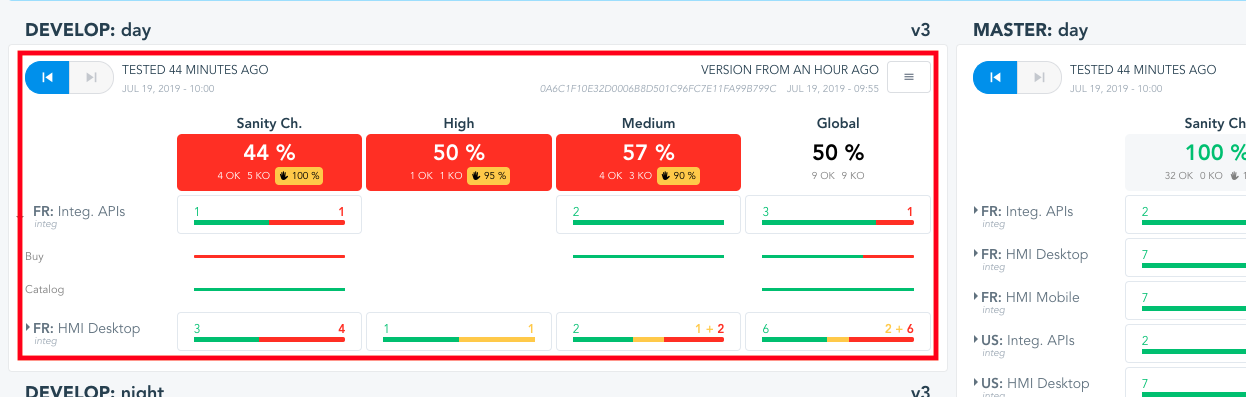 DEVELOP: day v3
TESTED 44 MINUTES AGO VERSION FROM AN HOUR AGO
JUL 19, 2019 - 10:00 0A6C1F10E32D0006B8D501C96FC7E11FA99B799C JUL 19, 2019 - 09:55
Sanity Ch. High Medium Global
44 % 50 % 57 % 50 %
4 OK 5 KO 100 % 1 OK 1 KO 95 % 4 OK 3 KO 90 % 9 OK 9 KO
FR: Integ. APIs 1 1 2 3 1
integ
Buy
Catalog
FR: HMI Desktop 3 4 1 1 2 1 + 2 6 2 + 6
integ
DEVELOP: night v3
MASTER: day
TESTED 44 MINUTES AGO
JUL 19, 2019 - 10:00
Sanity Ch
100 %
32 OK 0 KO
FR: Integ. APIs 2
integ
FR: HMI Desktop 7
integ
FR: HMI Mobile 7
integ
US: Integ. APIs 2
integ
US: HMI Desktop 7
integ